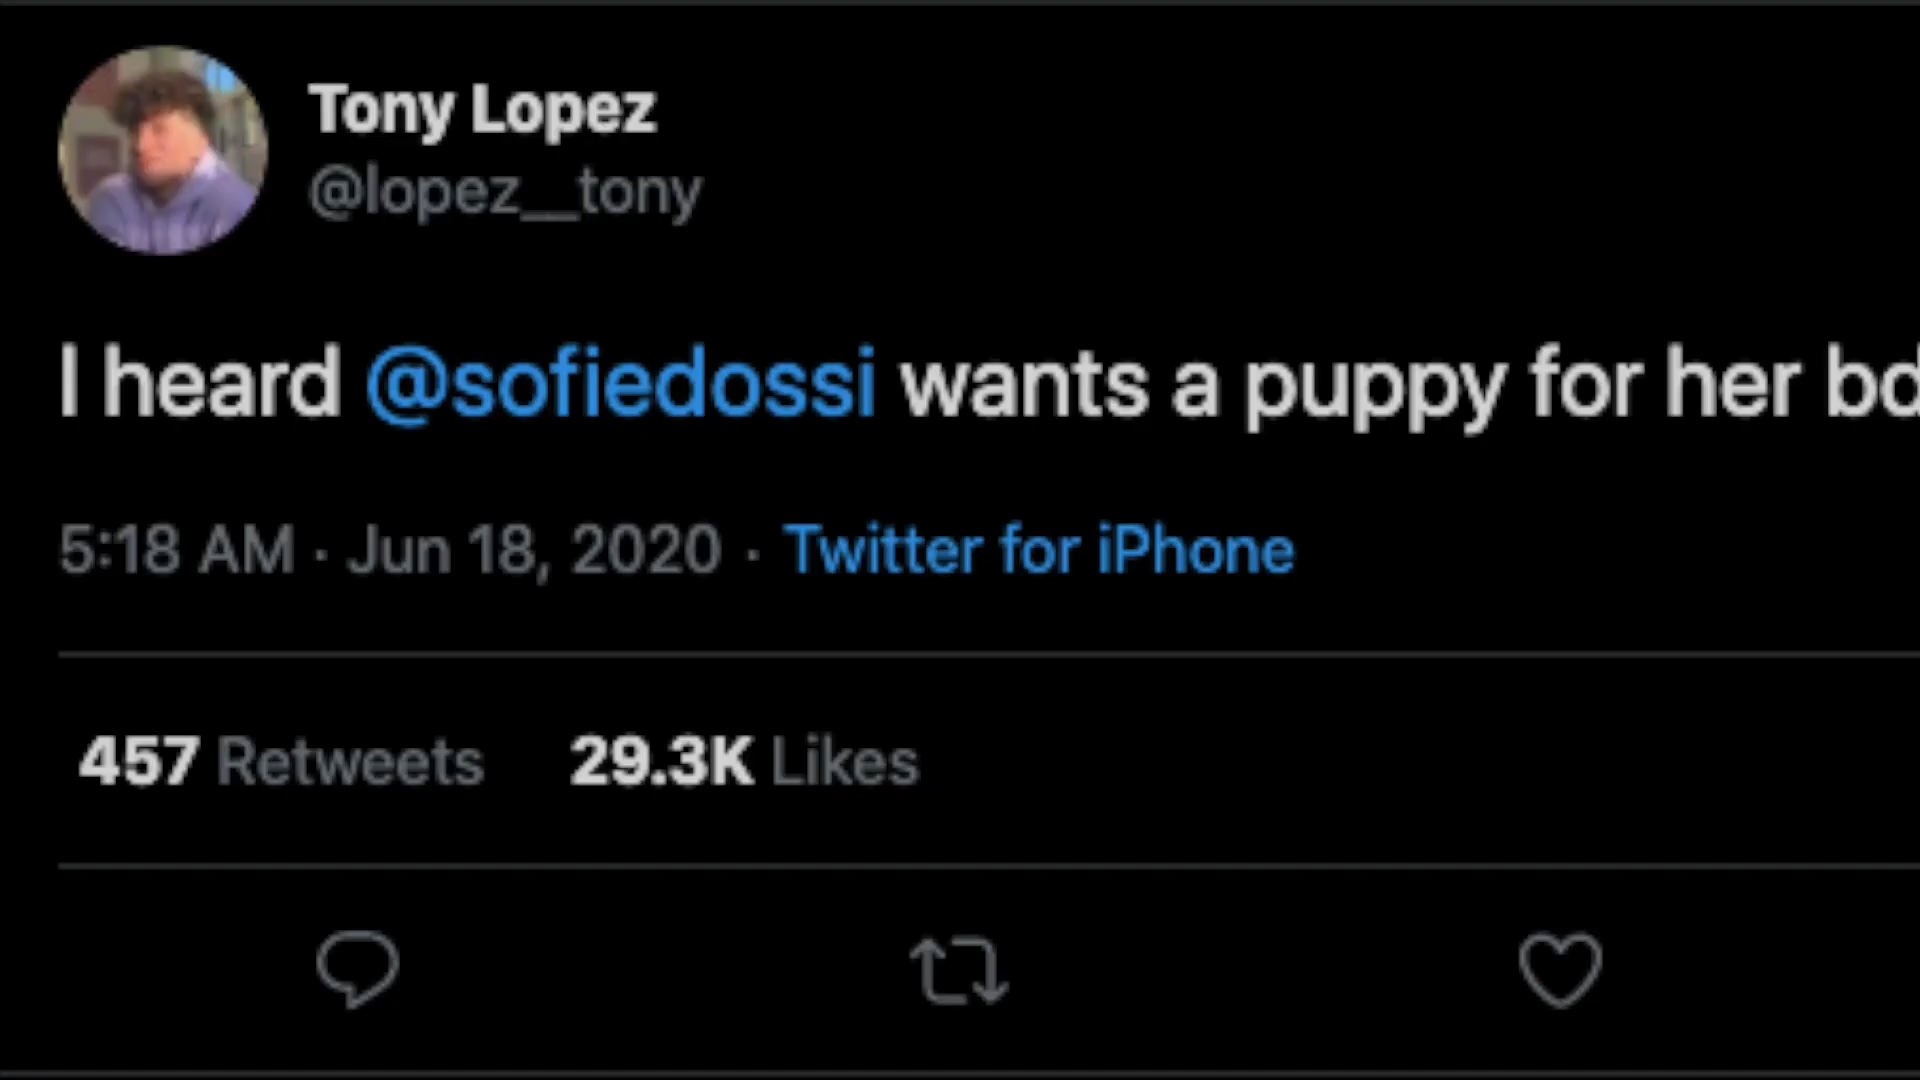 Tony Lopez
@lopez__tony
I heard @sofiedossi wants a puppy for her bd
5:18 AM · Jun 18, 2020 · Twitter for iPhone
457 Retweets 29.3K Likes